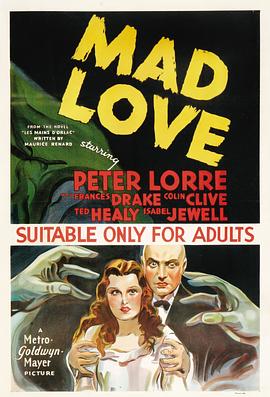 MAD
LOVE
FROM THE NOVEL
"LES MAINS D'ORLAC"
WRITTEN BY
MAURICE RENARD
starring
PETER LORRE
FRANCES DRAKE COLIN CLIVE
TED HEALY ISABEL JEWELL
SUITABLE ONLY FOR ADULTS
A
Metro-
Goldwyn-
Mayer
PICTURE